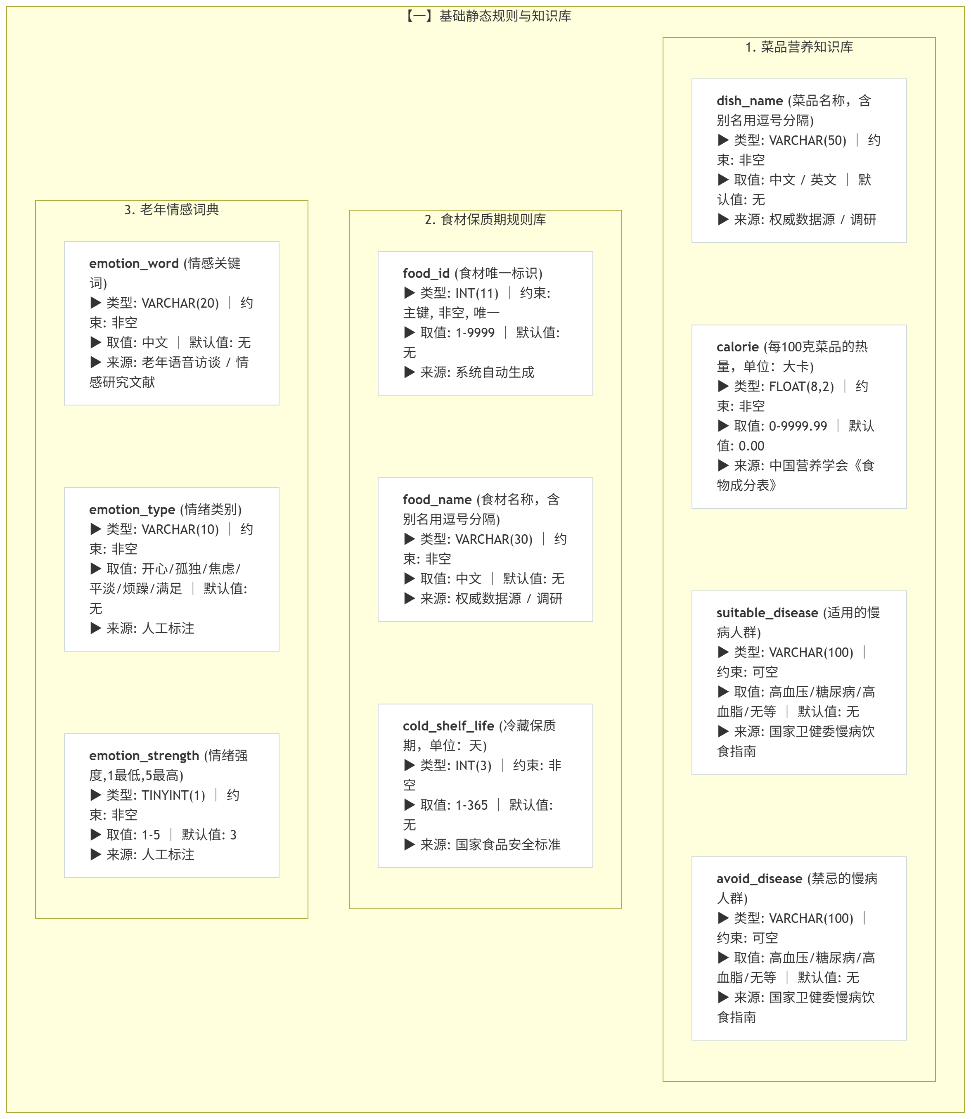 【一】基础静态规则与知识库
1. 菜品营养知识库
dish_name (菜品名称，含
别名用逗号分隔)
▶ 类型: VARCHAR(50) ｜ 约
束: 非空
▶ 取值: 中文 / 英文 ｜ 默
认值: 无
▶ 来源: 权威数据源 / 调研
calorie (每100克菜品的热
量，单位：大卡)
▶ 类型: FLOAT(8,2) ｜ 约
束: 非空
▶ 取值: 0-9999.99 ｜ 默认
值: 0.00
▶ 来源: 中国营养学会《食
物成分表》
suitable_disease (适用的慢
病人群)
▶ 类型: VARCHAR(100) ｜
约束: 可空
▶ 取值: 高血压/糖尿病/高
血脂/无等 ｜ 默认值: 无
▶ 来源: 国家卫健委慢病饮
食指南
avoid_disease (禁忌的慢病
人群)
▶ 类型: VARCHAR(100) ｜
约束: 可空
▶ 取值: 高血压/糖尿病/高
血脂/无等 ｜ 默认值: 无
▶ 来源: 国家卫健委慢病饮
食指南
2. 食材保质期规则库
food_id (食材唯一标识)
▶ 类型: INT(11) ｜ 约束:
主键, 非空, 唯一
▶ 取值: 1-9999 ｜ 默认值:
无
▶ 来源: 系统自动生成
food_name (食材名称，含
别名用逗号分隔)
▶ 类型: VARCHAR(30) ｜ 约
束: 非空
▶ 取值: 中文 ｜ 默认值: 无
▶ 来源: 权威数据源 / 调研
cold_shelf_life (冷藏保质
期，单位：天)
▶ 类型: INT(3) ｜ 约束: 非
空
▶ 取值: 1-365 ｜ 默认值:
无
▶ 来源: 国家食品安全标准
3. 老年情感词典
emotion_word (情感关键
词)
▶ 类型: VARCHAR(20) ｜ 约
束: 非空
▶ 取值: 中文 ｜ 默认值: 无
▶ 来源: 老年语音访谈 / 情
感研究文献
emotion_type (情绪类别)
▶ 类型: VARCHAR(10) ｜ 约
束: 非空
▶ 取值: 开心/孤独/焦虑/
平淡/烦躁/满足 ｜ 默认值:
无
▶ 来源: 人工标注
emotion_strength (情绪强
度,1最低,5最高)
▶ 类型: TINYINT(1) ｜ 约
束: 非空
▶ 取值: 1-5 ｜ 默认值: 3
▶ 来源: 人工标注